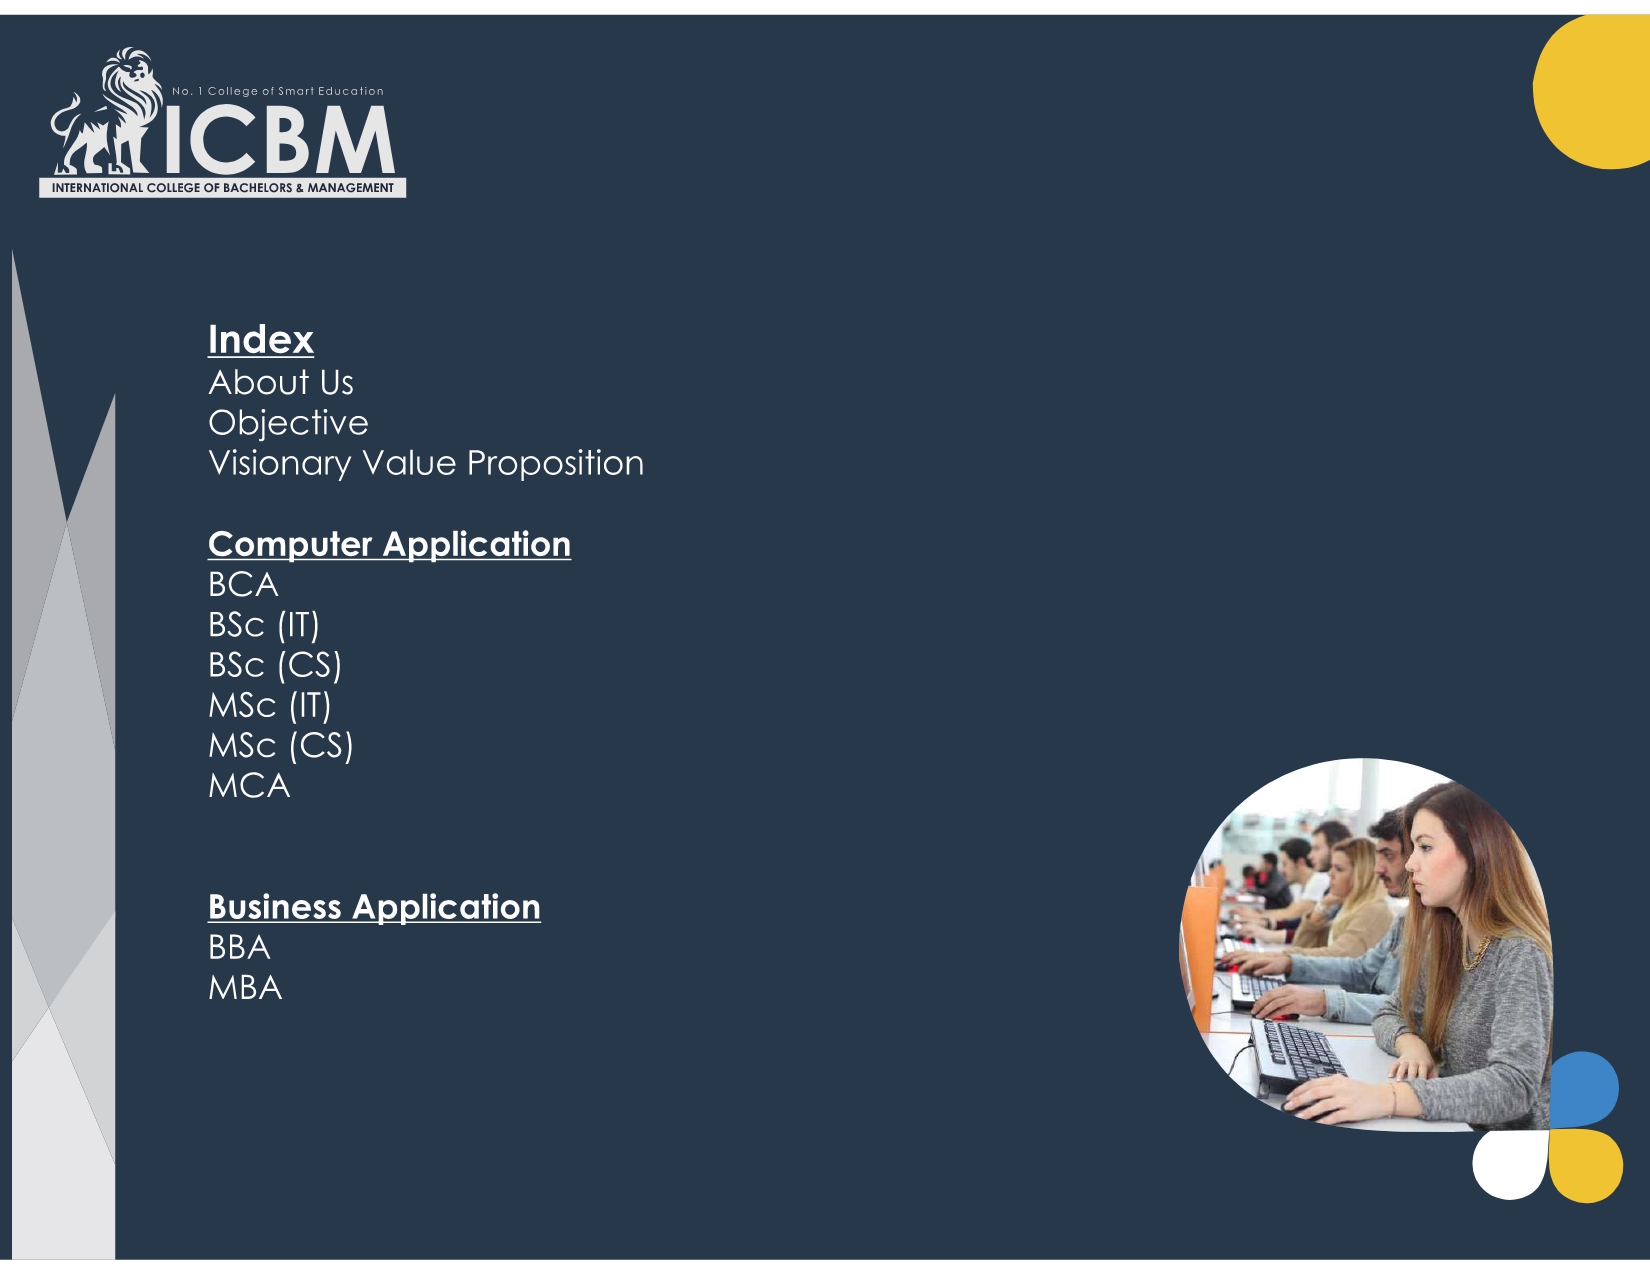 No. 1 College of Smart Education
ICBM
INTERNATIONAL COLLEGE OF BACHELORS & MANAGEMENT
Index
About Us
Objective
Visionary Value Proposition
Computer Application
BCA
BSc (IT)
BSc (CS)
MSc (IT)
MSc (CS)
MCA
Business Application
BBA
MBA